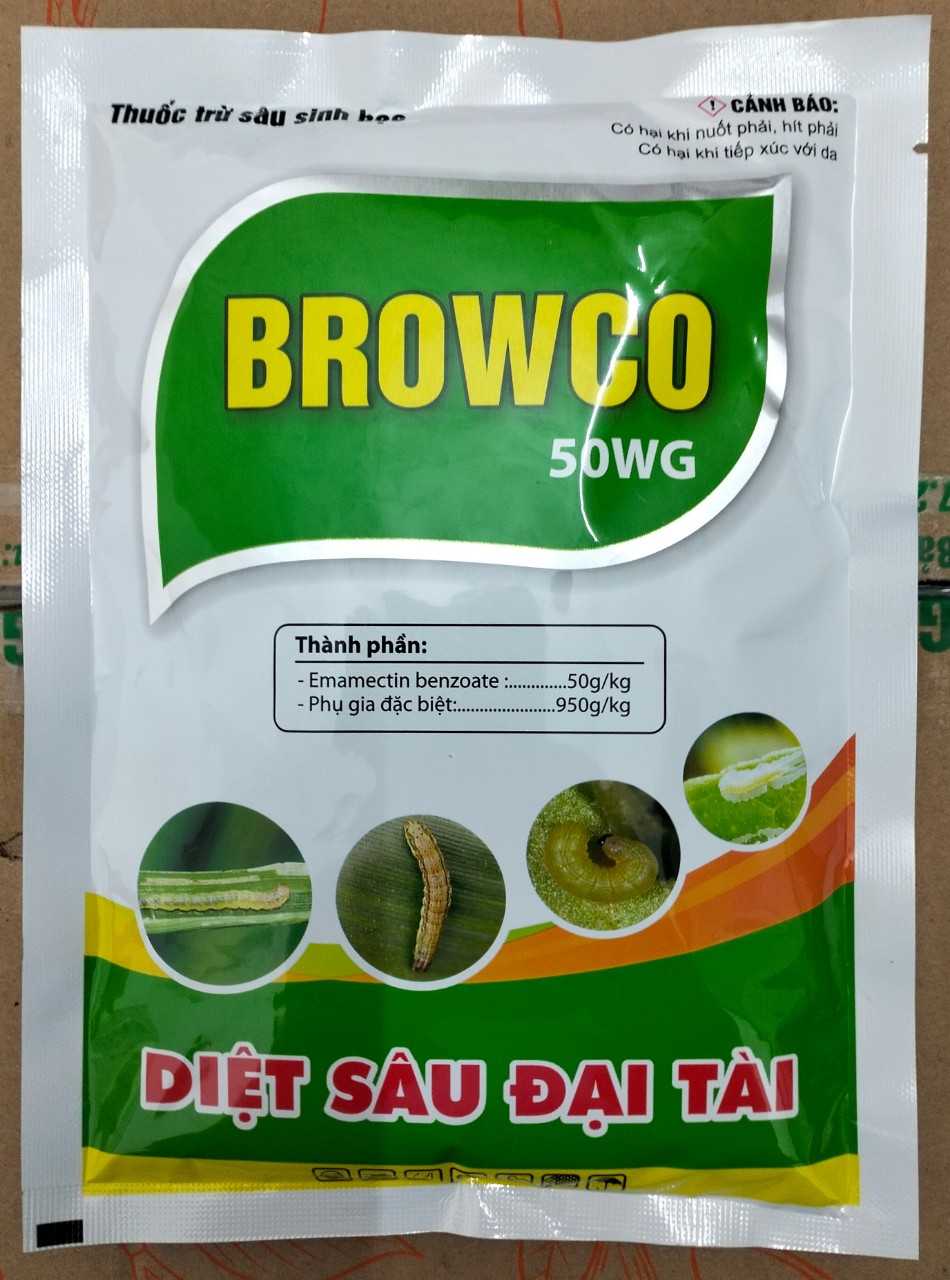 Thuốc trừ sâu sinh học
CẢNH BÁO:
Có hại khi nuốt phải, hít phải
Có hại khi tiếp xúc với da
BROWCO
50WG
Thành phần:
- Emamectin benzoate :.............50g/kg
- Phụ gia đặc biệt:......................950g/kg
DIỆT SÂU ĐẠI TÀI